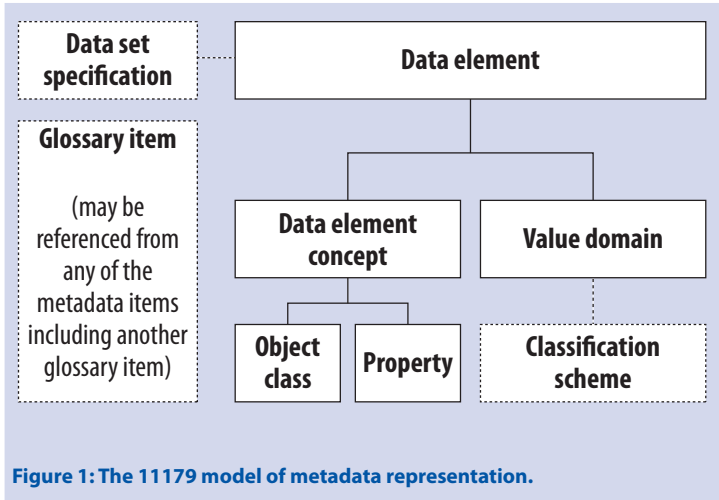 Data set
specification
Data element
Glossary item
(may be
referenced from
any of the
metadata items
including another
glossary item)
Data element
concept
Value domain
Object
class
Property
Classification
scheme
Figure 1: The 11179 model of metadata representation.